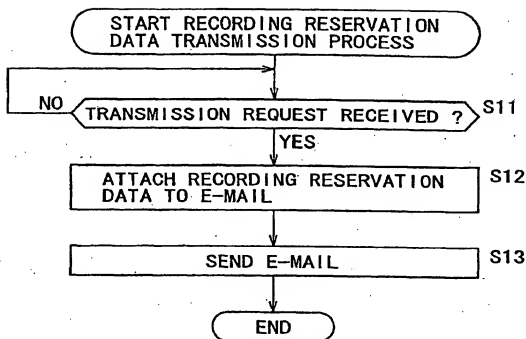 START RECORDING RESERVATION
DATA TRANSMISSION PROCESS
NO
TRANSMISSION REQUEST RECEIVED ?
S11
YES
ATTACH RECORDING RESERVATION
DATA TO E-MAIL
S12
SEND E-MAIL
S13
END